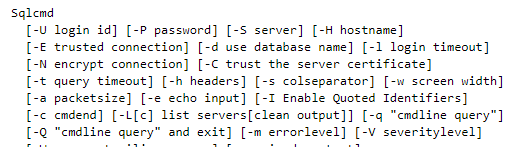 Sqlcmd
[-U login id] [-P password] [-S server] [-H hostname]
[-E trusted connection] [-d use database name] [-l login timeout]
[-N encrypt connection] [-C trust the server certificate]
[-t query timeout] [-h headers] [-s colseparator] [-w screen width]
[-a packetsize] [-e echo input] [-I Enable Quoted Identifiers]
[-c cmdend] [-L[c] list servers[clean output]] [-q "cmdline query"]
[-Q "cmdline query" and exit] [-m errorlevel] [-V severitylevel]